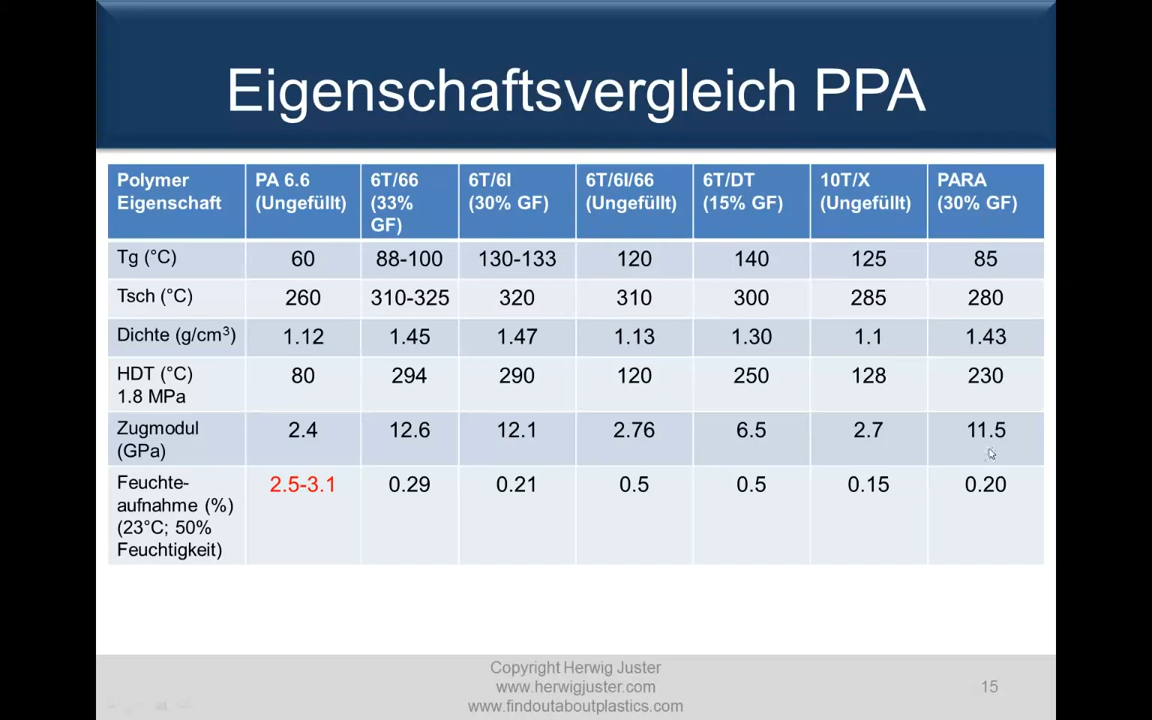 Eigenschaftsvergleich PPA
Polymer Eigenschaft | PA 6.6 (Ungefüllt) | 6T/66 (33% GF) | 6T/6I (30% GF) | 6T/6I/66 (Ungefüllt) | 6T/DT (15% GF) | 10T/X (Ungefüllt) | PARA (30% GF)
Tg (°C) | 60 | 88-100 | 130-133 | 120 | 140 | 125 | 85
Tsch (°C) | 260 | 310-325 | 320 | 310 | 300 | 285 | 280
Dichte (g/cm³) | 1.12 | 1.45 | 1.47 | 1.13 | 1.30 | 1.1 | 1.43
HDT (°C) 1.8 MPa | 80 | 294 | 290 | 120 | 250 | 128 | 230
Zugmodul (GPa) | 2.4 | 12.6 | 12.1 | 2.76 | 6.5 | 2.7 | 11.5
Feuchte-aufnahme (%) (23°C; 50% Feuchtigkeit) | 2.5-3.1 | 0.29 | 0.21 | 0.5 | 0.5 | 0.15 | 0.20
Copyright Herwig Juster
www.herwigjuster.com
www.findoutaboutplastics.com
15